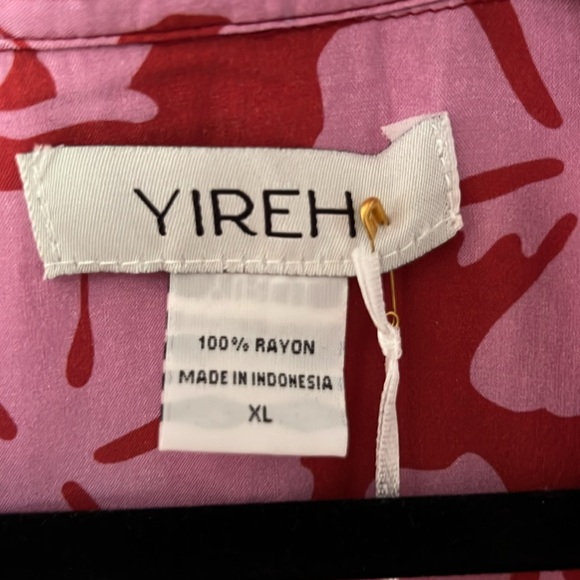 YIREH
100% RAYON
MADE IN INDONESIA
XL